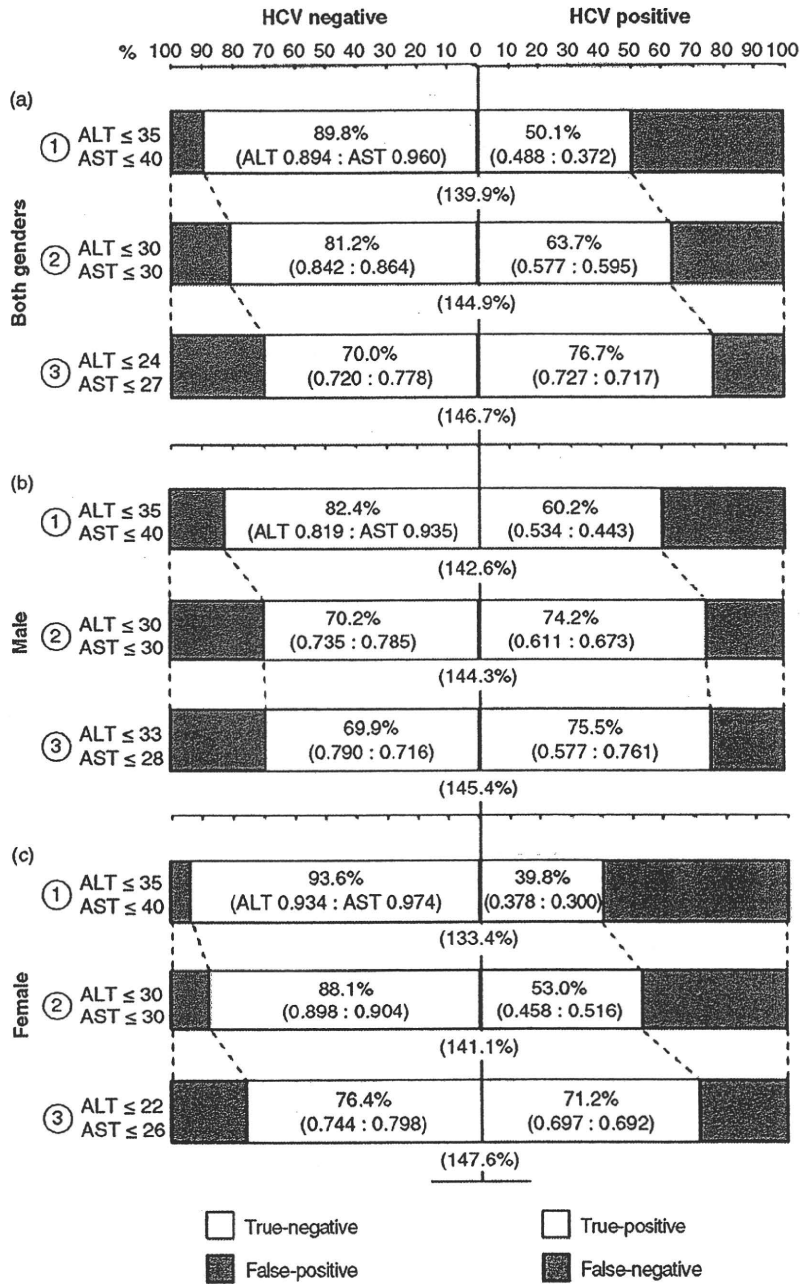 HCV negative HCV positive
% 100 90 80 70 60 50 40 30 20 10 0 10 20 30 40 50 60 70 80 90 100
(a)
Both genders
① ALT ≤ 35
AST ≤ 40
89.8%
(ALT 0.894 : AST 0.960)
50.1%
(0.488 : 0.372)
(139.9%)
② ALT ≤ 30
AST ≤ 30
81.2%
(0.842 : 0.864)
63.7%
(0.577 : 0.595)
(144.9%)
③ ALT ≤ 24
AST ≤ 27
70.0%
(0.720 : 0.778)
76.7%
(0.727 : 0.717)
(146.7%)
(b)
Male
① ALT ≤ 35
AST ≤ 40
82.4%
(ALT 0.819 : AST 0.935)
60.2%
(0.534 : 0.443)
(142.6%)
② ALT ≤ 30
AST ≤ 30
70.2%
(0.735 : 0.785)
74.2%
(0.611 : 0.673)
(144.3%)
③ ALT ≤ 33
AST ≤ 28
69.9%
(0.790 : 0.716)
75.5%
(0.577 : 0.761)
(145.4%)
(c)
Female
① ALT ≤ 35
AST ≤ 40
93.6%
(ALT 0.934 : AST 0.974)
39.8%
(0.378 : 0.300)
(133.4%)
② ALT ≤ 30
AST ≤ 30
88.1%
(0.898 : 0.904)
53.0%
(0.458 : 0.516)
(141.1%)
③ ALT ≤ 22
AST ≤ 26
76.4%
(0.744 : 0.798)
71.2%
(0.697 : 0.692)
(147.6%)
True-negative
False-positive
True-positive
False-negative